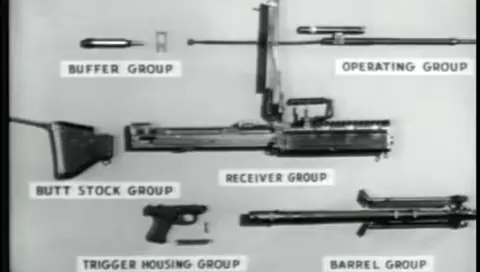 BUFFER GROUP
OPERATING GROUP
RECEIVER GROUP
BUTT STOCK GROUP
TRIGGER HOUSING GROUP
BARREL GROUP